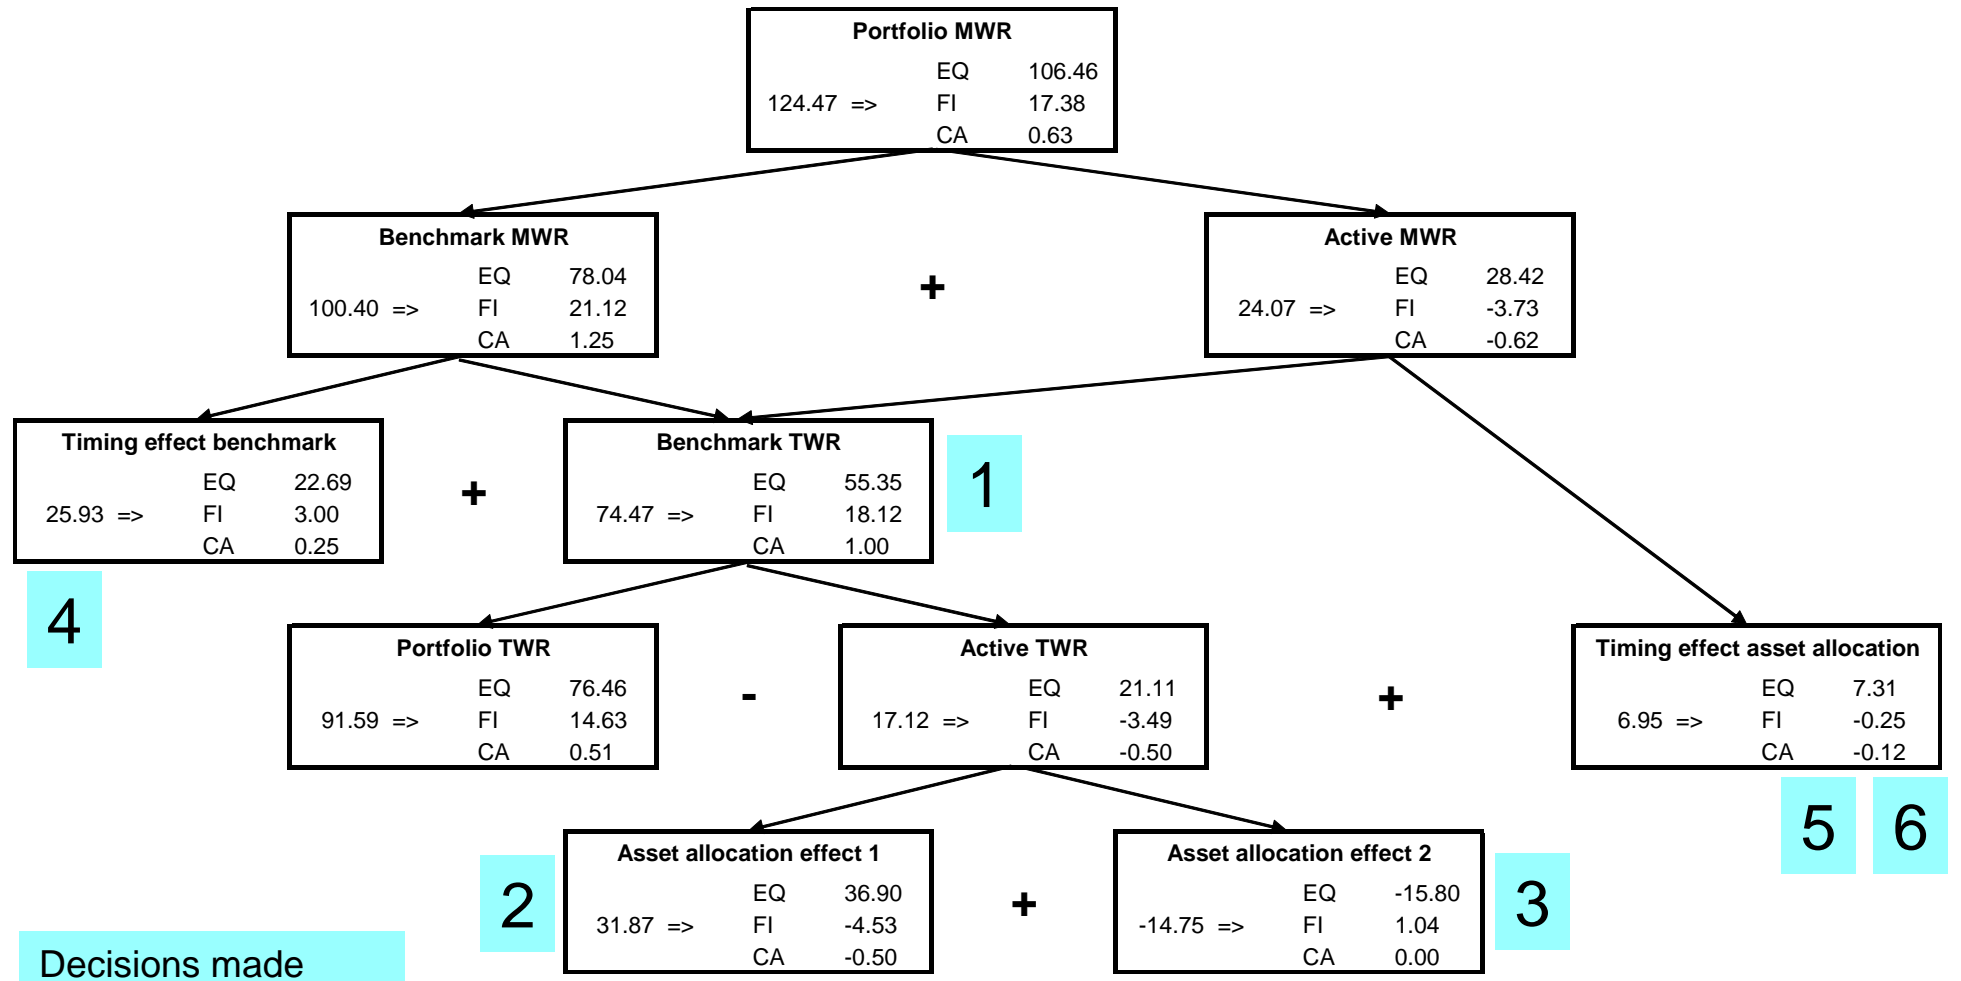 Portfolio MWR
EQ 106.46
124.47 => FI 17.38
CA 0.63
Benchmark MWR
EQ 78.04
100.40 => FI 21.12
CA 1.25
+
Active MWR
EQ 28.42
24.07 => FI -3.73
CA -0.62
Timing effect benchmark
EQ 22.69
25.93 => FI 3.00
CA 0.25
4
+
Benchmark TWR
EQ 55.35
74.47 => FI 18.12
CA 1.00
1
Portfolio TWR
EQ 76.46
91.59 => FI 14.63
CA 0.51
-
Active TWR
EQ 21.11
17.12 => FI -3.49
CA -0.50
+
Timing effect asset allocation
EQ 7.31
6.95 => FI -0.25
CA -0.12
5 6
2
Asset allocation effect 1
EQ 36.90
31.87 => FI -4.53
CA -0.50
+
Asset allocation effect 2
EQ -15.80
-14.75 => FI 1.04
CA 0.00
3
Decisions made